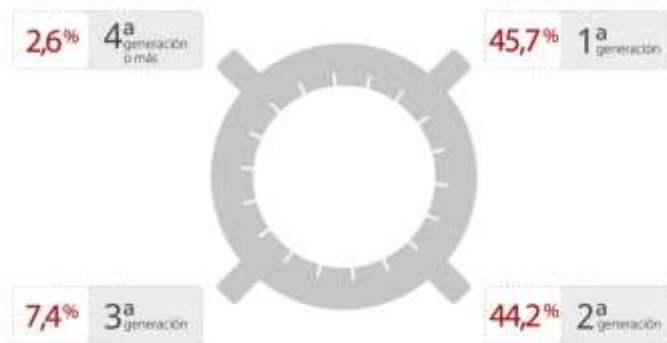 2,6% 4ª generación
o más
45,7% 1ª generación
7,4% 3ª generación
44,2% 2ª generación